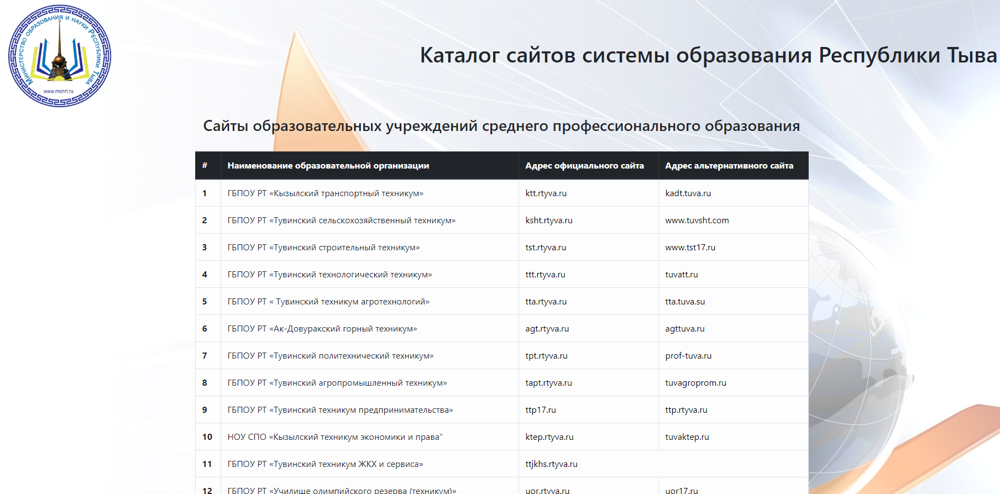 Министерство образования и науки Республики Тыва
www.monrt.ru
Каталог сайтов системы образования Республики Тыва
Сайты образовательных учреждений среднего профессионального образования
# Наименование образовательной организации Адрес официального сайта Адрес альтернативного сайта
1 ГБПОУ РТ «Кызылский транспортный техникум» ktt.rtyva.ru kadt.tuva.ru
2 ГБПОУ РТ «Тувинский сельскохозяйственный техникум» ksht.rtyva.ru www.tuvsht.com
3 ГБПОУ РТ «Тувинский строительный техникум» tst.rtyva.ru www.tst17.ru
4 ГБПОУ РТ «Тувинский технологический техникум» ttt.rtyva.ru tuvatt.ru
5 ГБПОУ РТ « Тувинский техникум агротехнологий» tta.rtyva.ru tta.tuva.su
6 ГБПОУ РТ «Ак-Довуракский горный техникум» agt.rtyva.ru agttuva.ru
7 ГБПОУ РТ «Тувинский политехнический техникум» tpt.rtyva.ru prof-tuva.ru
8 ГБПОУ РТ «Тувинский агропромышленный техникум» tapt.rtyva.ru tuvagroprom.ru
9 ГБПОУ РТ «Тувинский техникум предпринимательства» ttp17.ru ttp.rtyva.ru
10 НОУ СПО «Кызылский техникум экономики и права" ktep.rtyva.ru tuvaktep.ru
11 ГБПОУ РТ «Тувинский техникум ЖКХ и сервиса» ttjkhs.rtyva.ru
12 ГБПОУ РТ «Училище олимпийского резерва (техникум)» uor.rtyva.ru uor17.ru